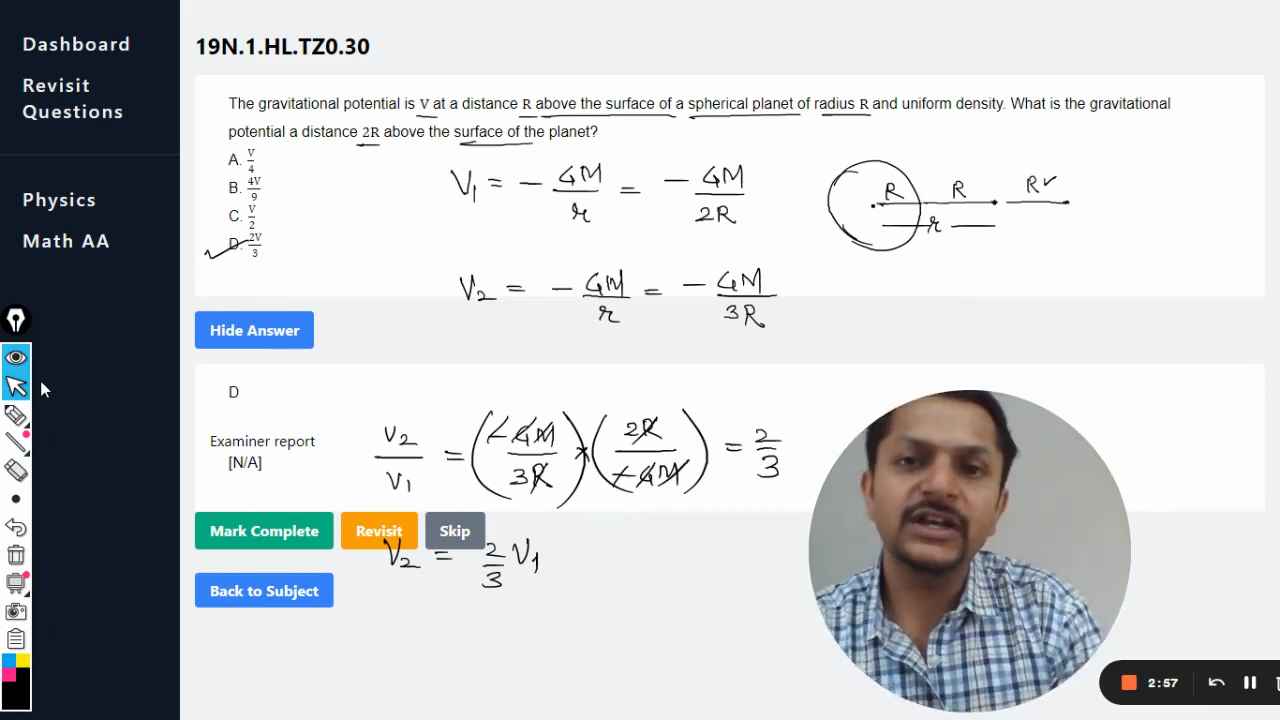 Dashboard
Revisit
Questions
Physics
Math AA
19N.1.HL.TZ0.30
The gravitational potential is V at a distance R above the surface of a spherical planet of radius R and uniform density. What is the gravitational
potential a distance 2R above the surface of the planet?
A. V/4
B. 4V/9
C. V/2
D. 2V/3
V₁ = - GM/r = - GM/2R
R R R✓
r
V₂ = - GM/r = - GM/3R
Hide Answer
D
Examiner report
[N/A]
V₂/V₁ = (-GM/3R) × (2R/-GM) = 2/3
Mark Complete Revisit Skip
V₂ = 2/3 V₁
Back to Subject
2:57